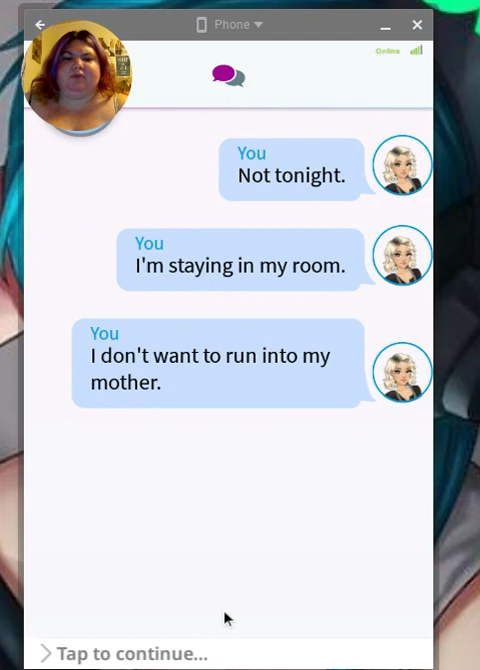 Phone
Online
You
Not tonight.
You
I'm staying in my room.
You
I don't want to run into my
mother.
Tap to continue...